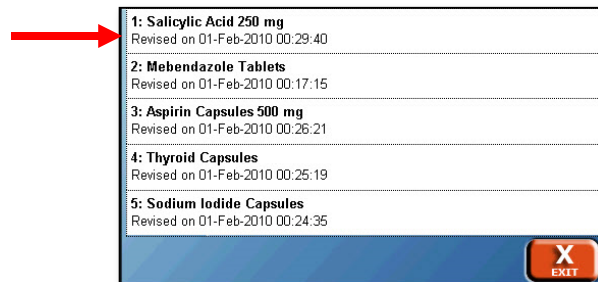 1: Salicylic Acid 250 mg
Revised on 01-Feb-2010 00:29:40
2: Mebendazole Tablets
Revised on 01-Feb-2010 00:17:15
3: Aspirin Capsules 500 mg
Revised on 01-Feb-2010 00:26:21
4: Thyroid Capsules
Revised on 01-Feb-2010 00:25:19
5: Sodium Iodide Capsules
Revised on 01-Feb-2010 00:24:35
X
EXIT